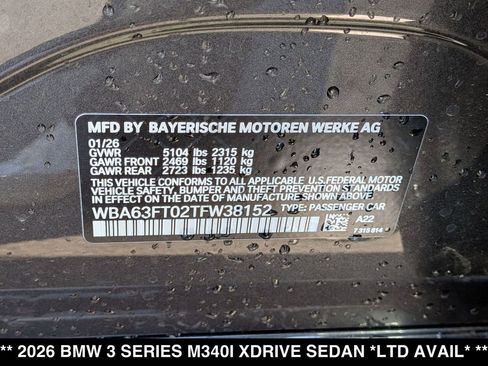 MFD BY BAYERISCHE MOTOREN WERKE AG
01/26
GVWR 5104 lbs 2315 kg
GAWR FRONT 2469 lbs 1120 kg
GAWR REAR 2723 lbs 1235 kg
THIS VEHICLE CONFORMS TO ALL APPLICABLE U.S.FEDERAL MOTOR
VEHICLE SAFETY, BUMPER AND THEFT PREVENTION STANDARDS IN
EFFECT ON THE DATE OF MANUFACTURE SHOWN ABOVE.
WBA63FT02TFW38152 TYPE: PASSENGER CAR
A22
7 315 614
** 2026 BMW 3 SERIES M340I XDRIVE SEDAN *LTD AVAIL* **